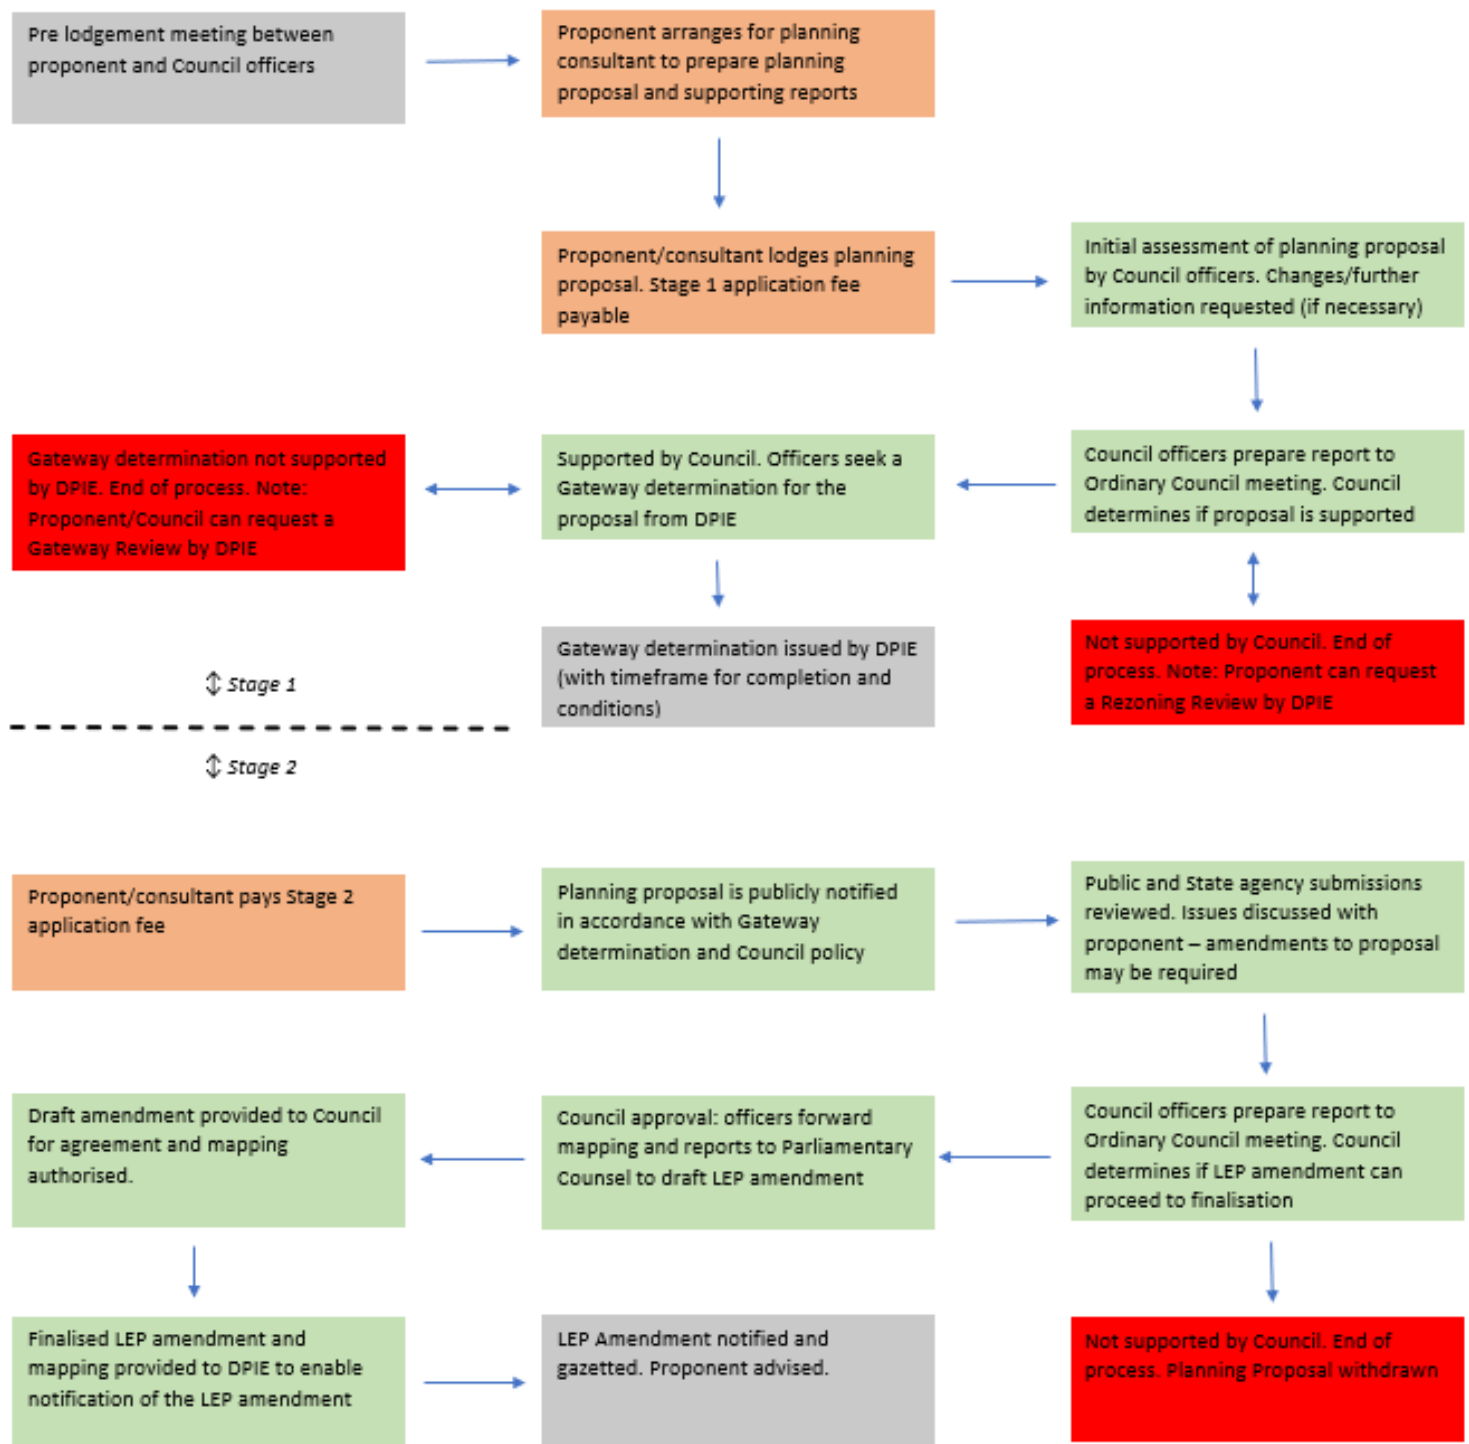 Pre lodgement meeting between
proponent and Council officers
Proponent arranges for planning
consultant to prepare planning
proposal and supporting reports
Proponent/consultant lodges planning
proposal. Stage 1 application fee
payable
Initial assessment of planning proposal
by Council officers. Changes/further
information requested (if necessary)
Gateway determination not supported
by DPIE. End of process. Note:
Proponent/Council can request a
Gateway Review by DPIE
Supported by Council. Officers seek a
Gateway determination for the
proposal from DPIE
Council officers prepare report to
Ordinary Council meeting. Council
determines if proposal is supported
Gateway determination issued by DPIE
(with timeframe for completion and
conditions)
Not supported by Council. End of
process. Note: Proponent can request
a Rezoning Review by DPIE
Stage 1
Stage 2
Proponent/consultant pays Stage 2
application fee
Planning proposal is publicly notified
in accordance with Gateway
determination and Council policy
Public and State agency submissions
reviewed. Issues discussed with
proponent – amendments to proposal
may be required
Draft amendment provided to Council
for agreement and mapping
authorised.
Council approval: officers forward
mapping and reports to Parliamentary
Counsel to draft LEP amendment
Council officers prepare report to
Ordinary Council meeting. Council
determines if LEP amendment can
proceed to finalisation
Finalised LEP amendment and
mapping provided to DPIE to enable
notification of the LEP amendment
LEP Amendment notified and
gazetted. Proponent advised.
Not supported by Council. End of
process. Planning Proposal withdrawn